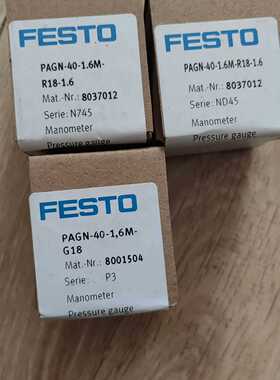 FESTO
PAGN-40-1.6M-
R18-1.6
Mat.-Nr.: 8037012
Serie: N745
Manometer
Pressure gauge
FESTO
PAGN-40-1.6M-R18-1.6
Mat.-Nr.: 8037012
Serie: ND45
Manometer
Pressure gauge
FESTO
PAGN-40-1,6M-
G18
Mat.-Nr.: 8001504
Serie: P3
Manometer
Pressure gauge